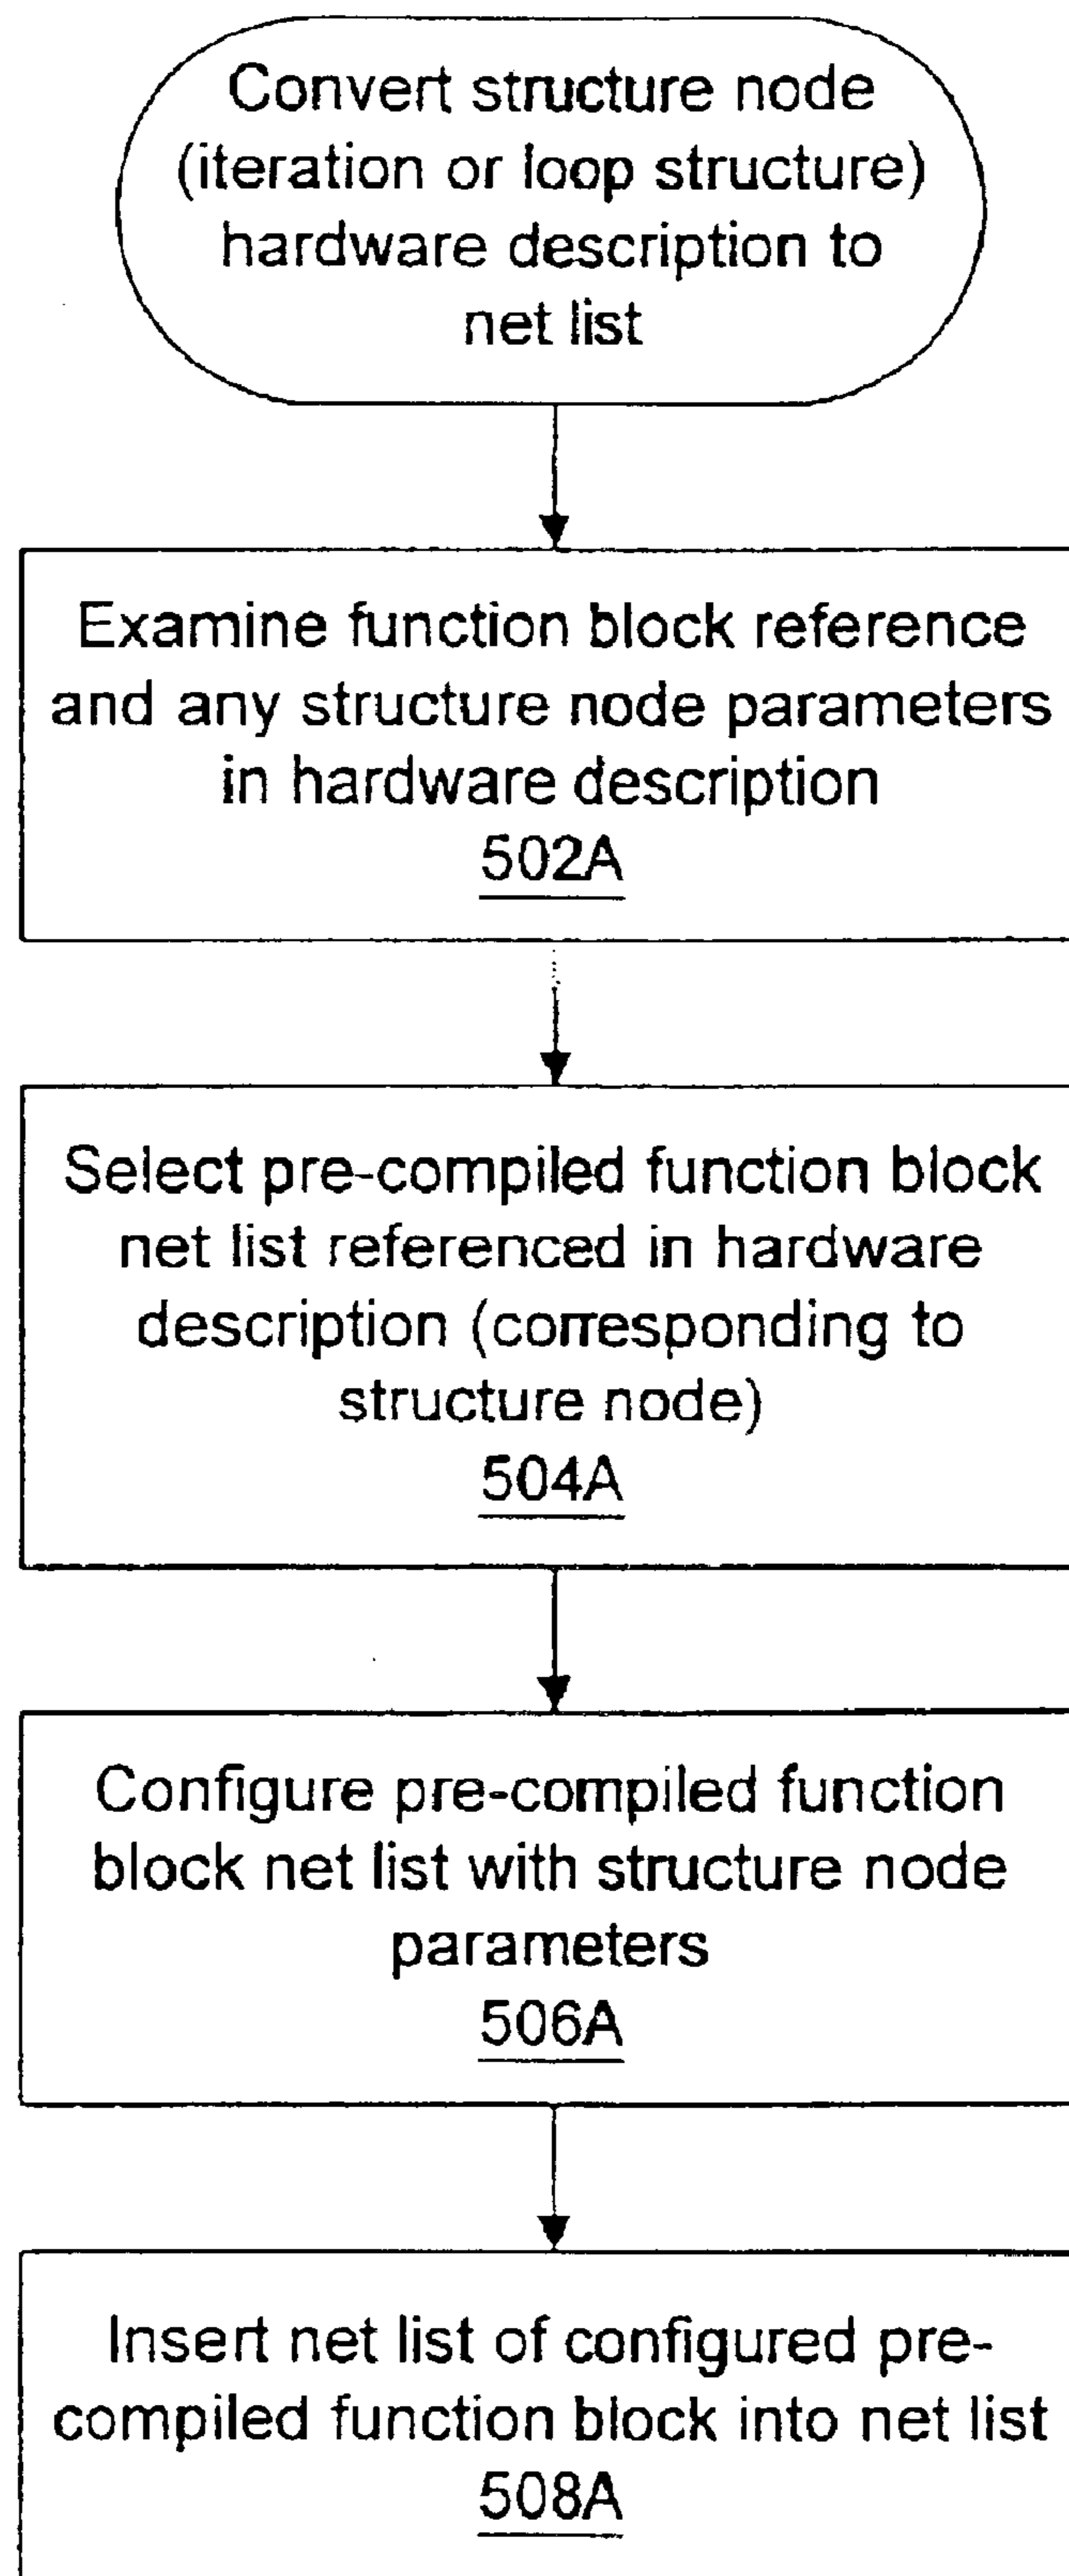 Convert structure node
(iteration or loop structure)
hardware description to
net list
Examine function block reference
and any structure node parameters
in hardware description
502A
Select pre-compiled function block
net list referenced in hardware
description (corresponding to
structure node)
504A
Configure pre-compiled function
block net list with structure node
parameters
506A
Insert net list of configured pre-
compiled function block into net list
508A